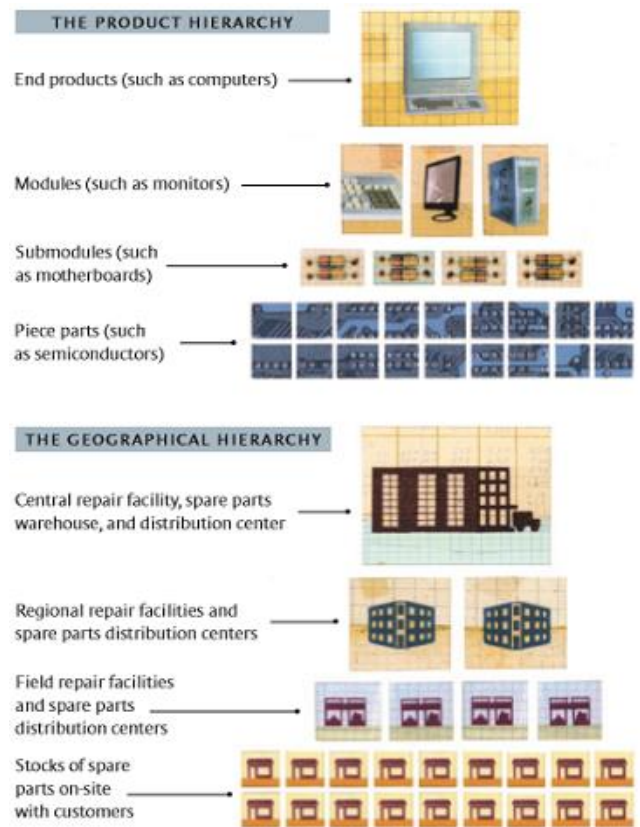 THE PRODUCT HIERARCHY
End products (such as computers)
Modules (such as monitors)
Submodules (such
as motherboards)
Piece parts (such
as semiconductors)
THE GEOGRAPHICAL HIERARCHY
Central repair facility, spare parts
warehouse, and distribution center
Regional repair facilities and
spare parts distribution centers
Field repair facilities
and spare parts
distribution centers
Stocks of spare
parts on-site
with customers